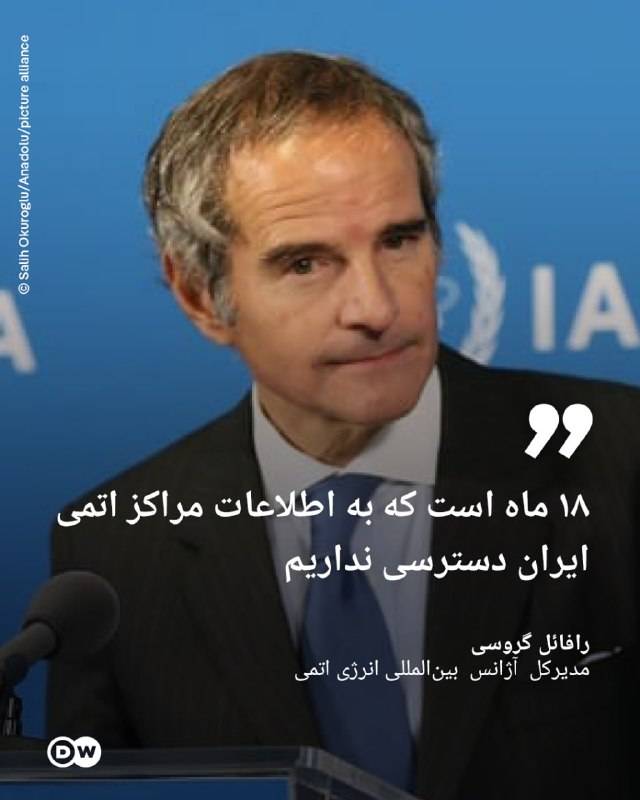 © Salih Okuroglu/Anadolu/picture alliance
A
IA
”
۱۸ ماه است که به اطلاعات مراکز اتمی
ایران دسترسی نداریم
رافائل گروسی
مدیرکل آژانس بین‌المللی انرژی اتمی
DW